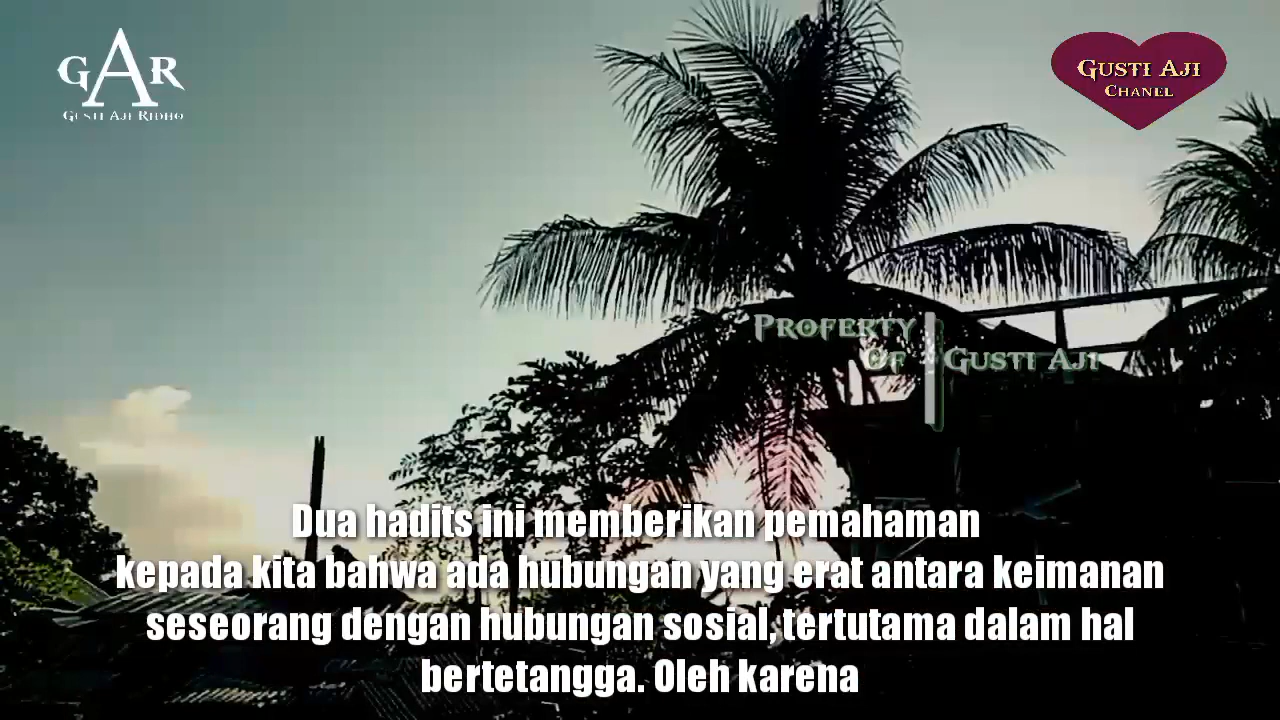 GAR
GUSTI AJI RIDHO
GUSTI AJI
CHANEL
PROPERTY
OF GUSTI AJI
Dua hadits ini memberikan pemahaman
kepada kita bahwa ada hubungan yang erat antara keimanan
seseorang dengan hubungan sosial, tertutama dalam hal
bertetangga. Oleh karena